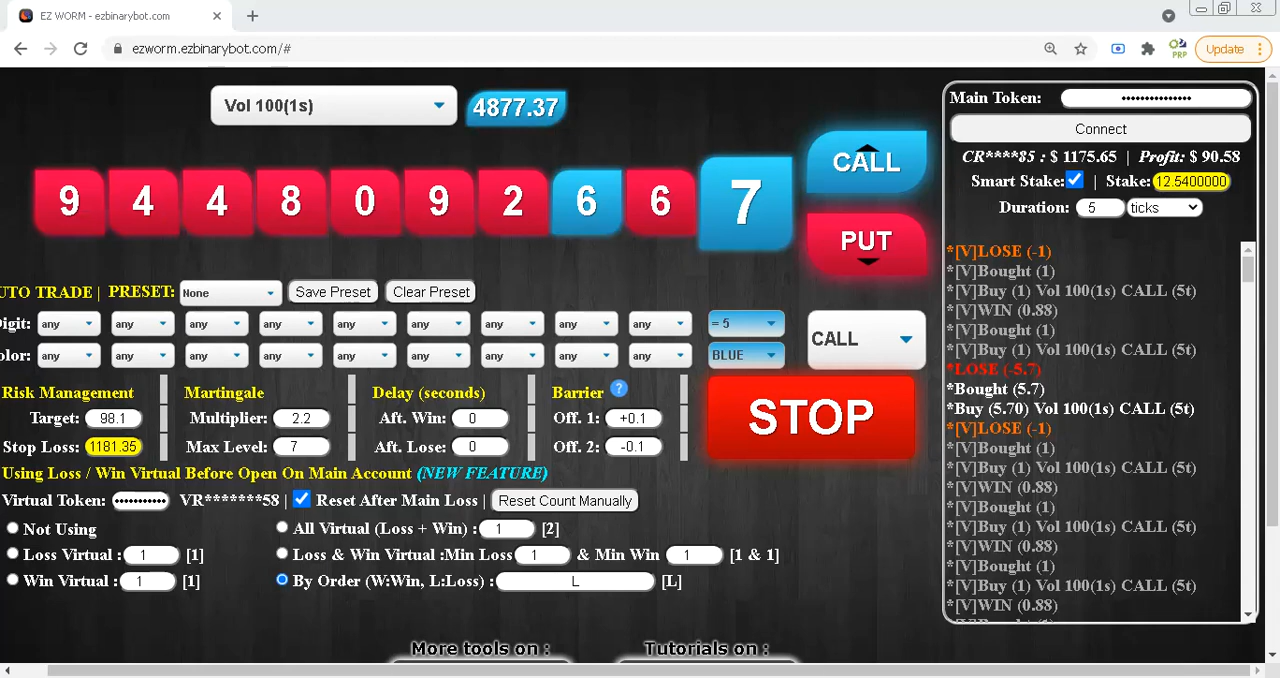 EZ WORM - ezbinarybot.com
ezworm.ezbinarybot.com/#
PRP
Update
Vol 100(1s)
4877.37
9 4 4 8 0 9 2 6 6 7
CALL
PUT
UTO TRADE | PRESET: None Save Preset Clear Preset
Digit: any any any any any any any any any = 5
olor: any any any any any any any any any BLUE
CALL
STOP
Risk Management Martingale Delay (seconds) Barrier ?
Target: 98.1 Multiplier: 2.2 Aft. Win: 0 Off. 1: +0.1
Stop Loss: 1181.35 Max Level: 7 Aft. Lose: 0 Off. 2: -0.1
Using Loss / Win Virtual Before Open On Main Account (NEW FEATURE)
Virtual Token: ••••••••••• VR*******58 | Reset After Main Loss | Reset Count Manually
Not Using All Virtual (Loss + Win) : 1 [2]
Loss Virtual : 1 [1] Loss & Win Virtual :Min Loss 1 & Min Win 1 [1 & 1]
Win Virtual : 1 [1] By Order (W:Win, L:Loss) : L [L]
More tools on : Tutorials on :
Main Token: •••••••••••••••
Connect
CR****85 : $ 1175.65 | Profit: $ 90.58
Smart Stake: | Stake: 12.5400000
Duration: 5 ticks
*[V]LOSE (-1)
*[V]Bought (1)
*[V]Buy (1) Vol 100(1s) CALL (5t)
*[V]WIN (0.88)
*[V]Bought (1)
*[V]Buy (1) Vol 100(1s) CALL (5t)
*LOSE (-5.7)
*Bought (5.7)
*Buy (5.70) Vol 100(1s) CALL (5t)
*[V]LOSE (-1)
*[V]Bought (1)
*[V]Buy (1) Vol 100(1s) CALL (5t)
*[V]WIN (0.88)
*[V]Bought (1)
*[V]Buy (1) Vol 100(1s) CALL (5t)
*[V]WIN (0.88)
*[V]Bought (1)
*[V]Buy (1) Vol 100(1s) CALL (5t)
*[V]WIN (0.88)